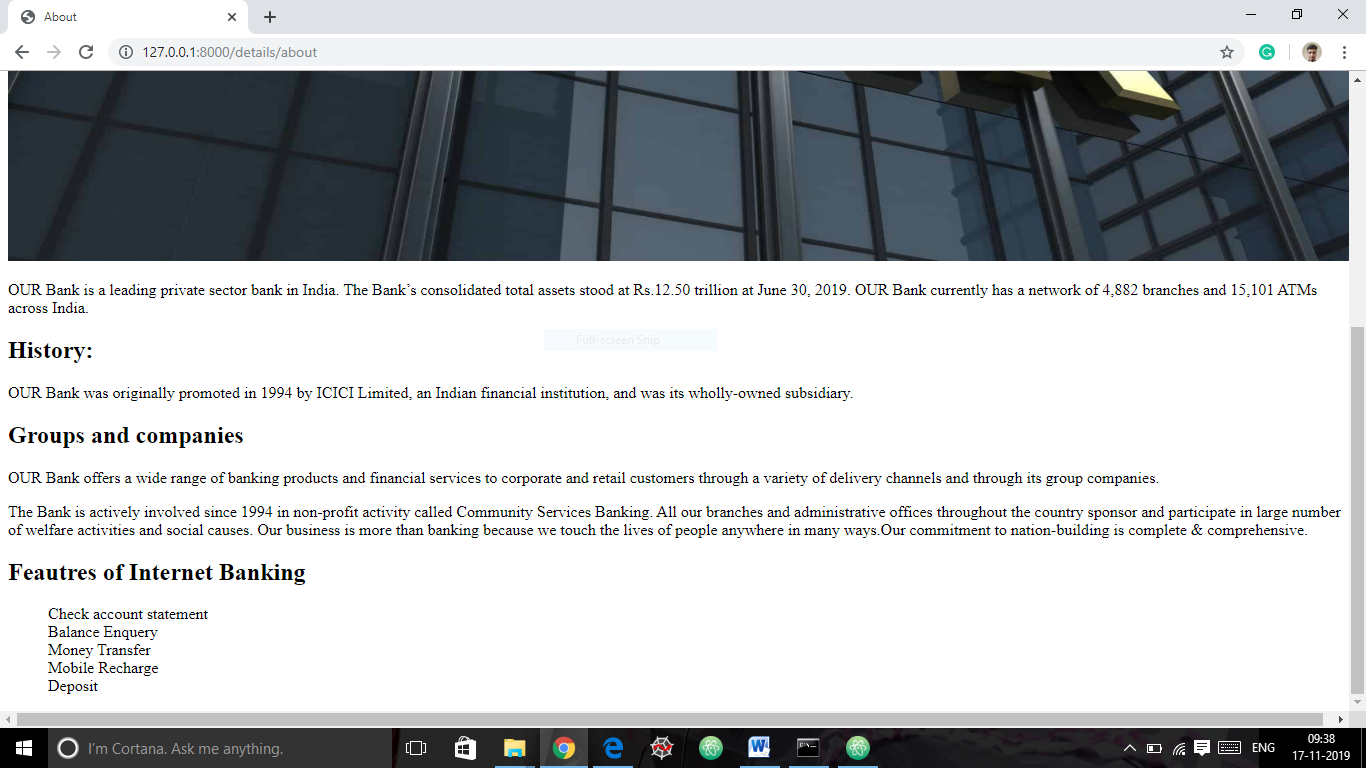 About
127.0.0.1:8000/details/about
OUR Bank is a leading private sector bank in India. The Bank’s consolidated total assets stood at Rs.12.50 trillion at June 30, 2019. OUR Bank currently has a network of 4,882 branches and 15,101 ATMs
across India.
Full-screen Snip
History:
OUR Bank was originally promoted in 1994 by ICICI Limited, an Indian financial institution, and was its wholly-owned subsidiary.
Groups and companies
OUR Bank offers a wide range of banking products and financial services to corporate and retail customers through a variety of delivery channels and through its group companies.
The Bank is actively involved since 1994 in non-profit activity called Community Services Banking. All our branches and administrative offices throughout the country sponsor and participate in large number
of welfare activities and social causes. Our business is more than banking because we touch the lives of people anywhere in many ways.Our commitment to nation-building is complete & comprehensive.
Feautres of Internet Banking
Check account statement
Balance Enquery
Money Transfer
Mobile Recharge
Deposit
I'm Cortana. Ask me anything.
ENG
09:38
17-11-2019